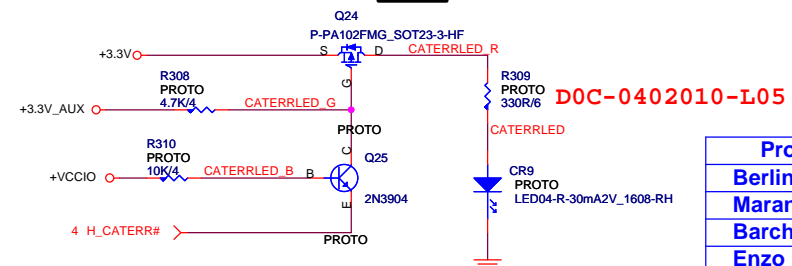 Q24
P-PA102FMG_SOT23-3-HF
+3.3V
S
D
CATERRLED_R
G
R308
PROTO
4.7K/4
+3.3V_AUX
CATERRLED_G
R309
PROTO
330R/6
D0C-0402010-L05
PROTO
CATERRLED
R310
PROTO
10K/4
+VCCIO
CATERRLED_B
B
C
Q25
2N3904
E
CR9
PROTO
LED04-R-30mA2V_1608-RH
4 H_CATERR#
PROTO
Pro
Berlin
Maran
Barch
Enzo